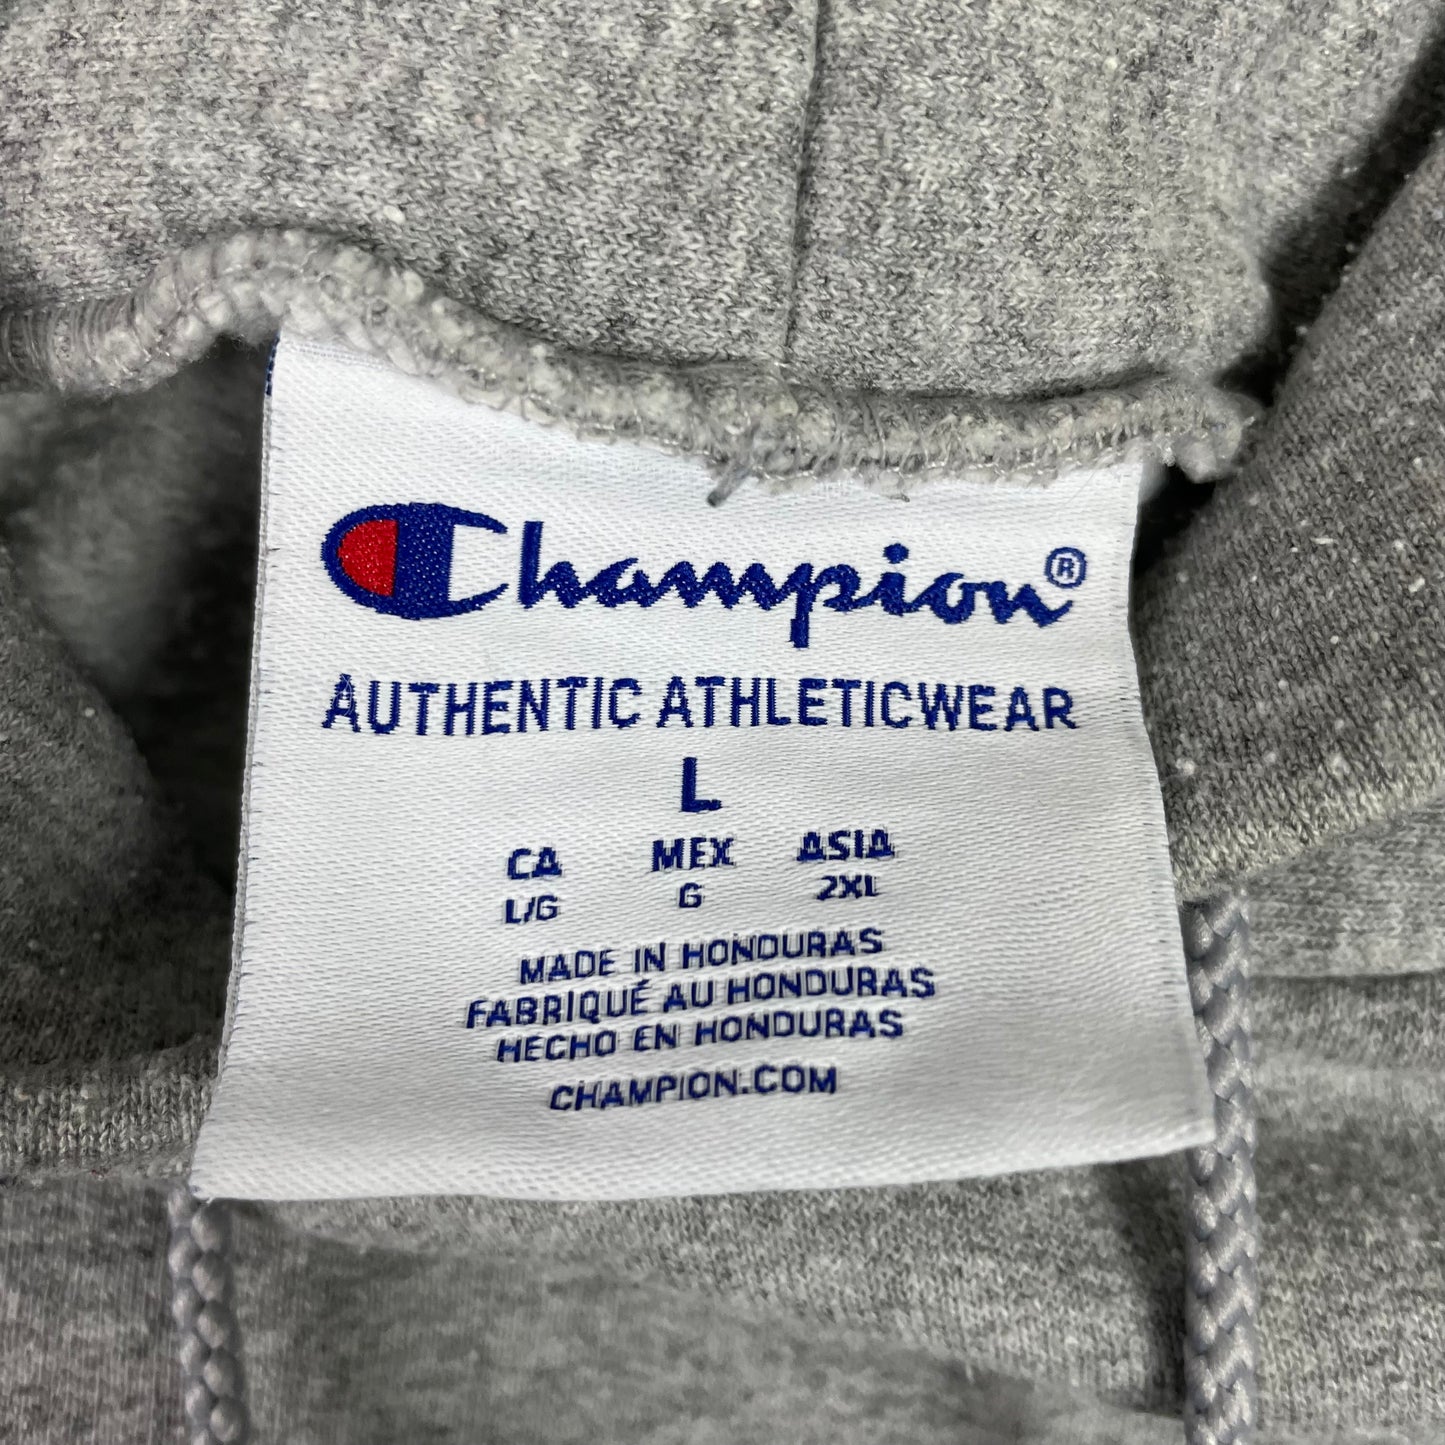 Champion®
AUTHENTIC ATHLETICWEAR
L
CA MEX ASIA
L/G G 2XL
MADE IN HONDURAS
FABRIQUÉ AU HONDURAS
HECHO EN HONDURAS
CHAMPION.COM